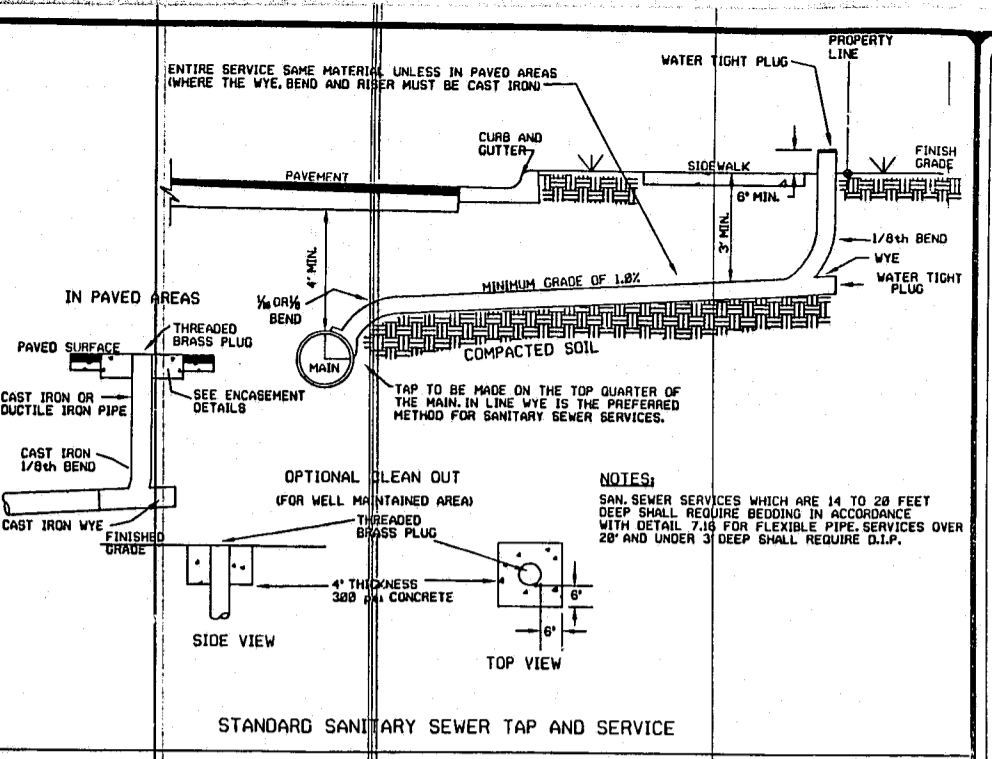 PROPERTY
LINE
WATER TIGHT PLUG
ENTIRE SERVICE SAME MATERIAL UNLESS IN PAVED AREAS
(WHERE THE WYE, BEND AND RISER MUST BE CAST IRON)
CURB AND
GUTTER
FINISH
GRADE
SIDEWALK
PAVEMENT
6" MIN.
4' MIN.
3' MIN.
1/8th BEND
WYE
WATER TIGHT
PLUG
MINIMUM GRADE OF 1.0%
1/16 OR 1/8
BEND
IN PAVED AREAS
THREADED
BRASS PLUG
PAVED SURFACE
COMPACTED SOIL
MAIN
TAP TO BE MADE ON THE TOP QUARTER OF
THE MAIN. IN LINE WYE IS THE PREFERRED
METHOD FOR SANITARY SEWER SERVICES.
SEE ENCASEMENT
DETAILS
CAST IRON OR
DUCTILE IRON PIPE
CAST IRON
1/8th BEND
CAST IRON WYE
OPTIONAL CLEAN OUT
(FOR WELL MAINTAINED AREA)
THREADED
BRASS PLUG
NOTES:
SAN. SEWER SERVICES WHICH ARE 14 TO 20 FEET
DEEP SHALL REQUIRE BEDDING IN ACCORDANCE
WITH DETAIL 7.16 FOR FLEXIBLE PIPE. SERVICES OVER
20' AND UNDER 3' DEEP SHALL REQUIRE D.I.P.
FINISHED
GRADE
4" THICKNESS
300 psi CONCRETE
6"
6"
SIDE VIEW
TOP VIEW
STANDARD SANITARY SEWER TAP AND SERVICE